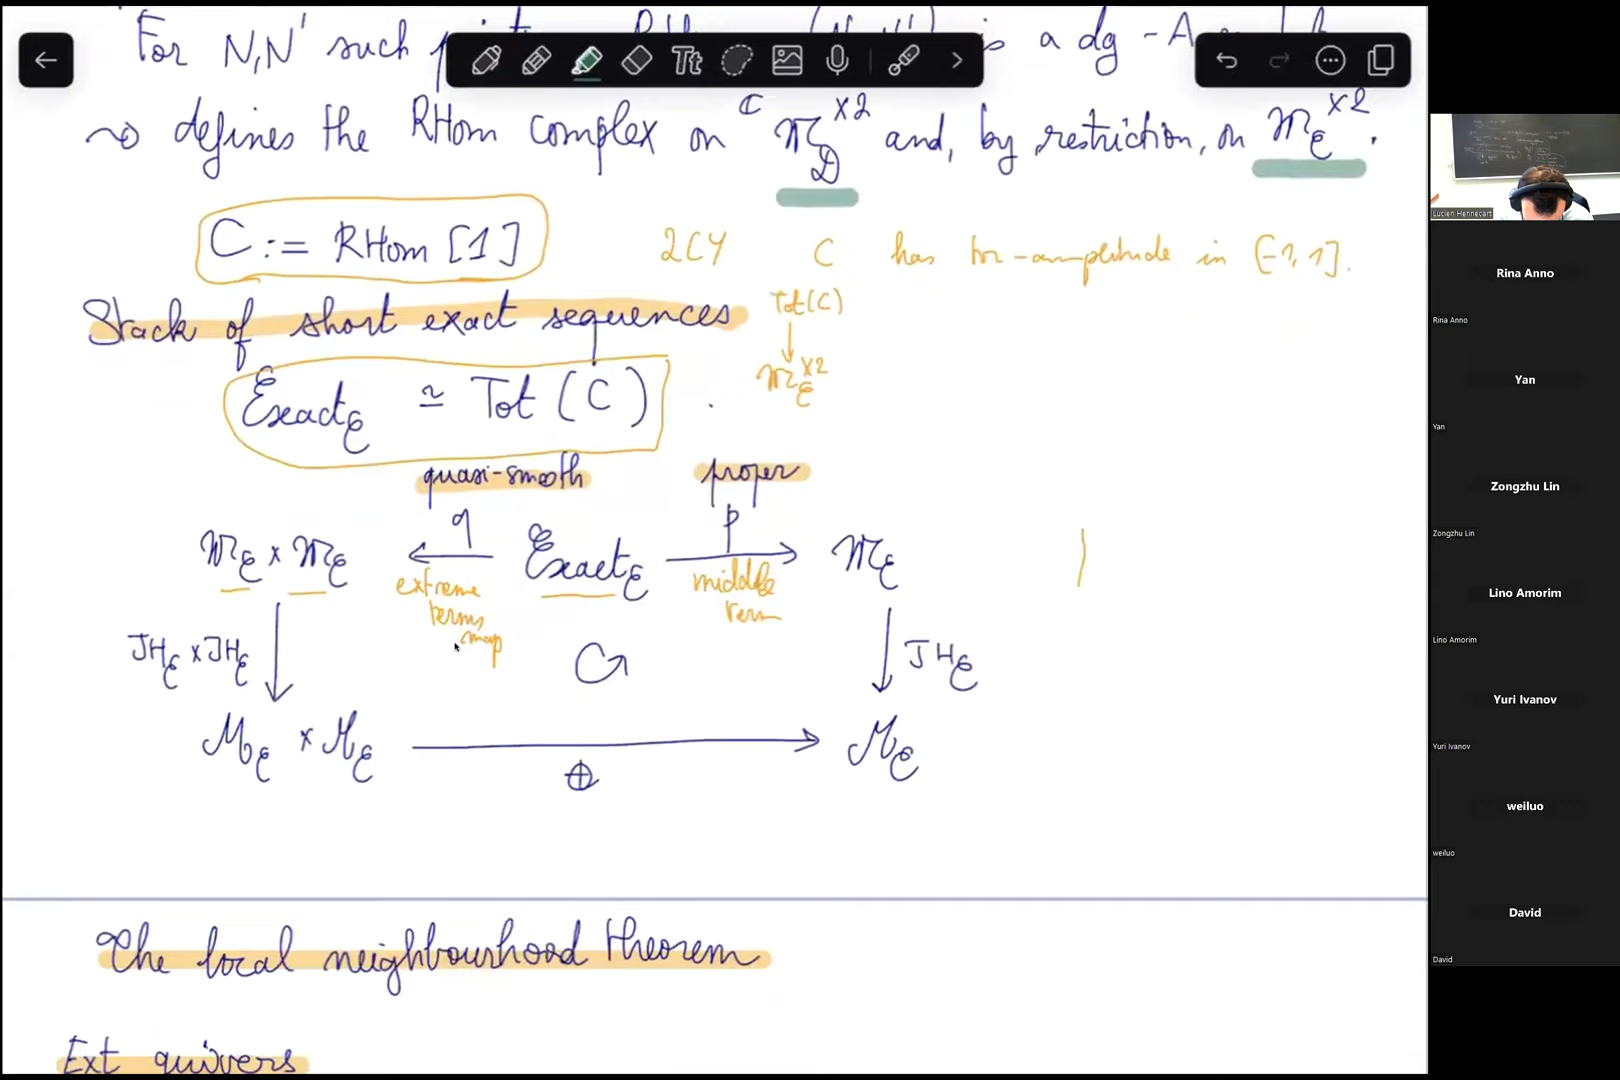 For N, N' such is a dg-A
⇝ defines the RHom complex on 𝔐_D^{×2} and, by restriction, on 𝔐_ℰ^{×2}.
C := RHom [1]
2CY C has tor-amplitude in [-1, 1].
Stack of short exact sequences
Tot(C)
↓
𝔐_ℰ^{×2}
Exact_ℰ ≃ Tot (C) .
quasi-smooth proper
𝔐_ℰ × 𝔐_ℰ ←q Exact_ℰ p→ 𝔐_ℰ
extreme terms map
middle term
JH_ℰ × JH_ℰ ↓ ↓ JH_ℰ
ℳ_ℰ × ℳ_ℰ → ℳ_ℰ
⊕
The local neighbourhood theorem
Ext quivers
Tt
Lucien Hennecart
Rina Anno
Rina Anno
Yan
Yan
Zongzhu Lin
Zongzhu Lin
Lino Amorim
Lino Amorim
Yuri Ivanov
Yuri Ivanov
weiluo
weiluo
David
David